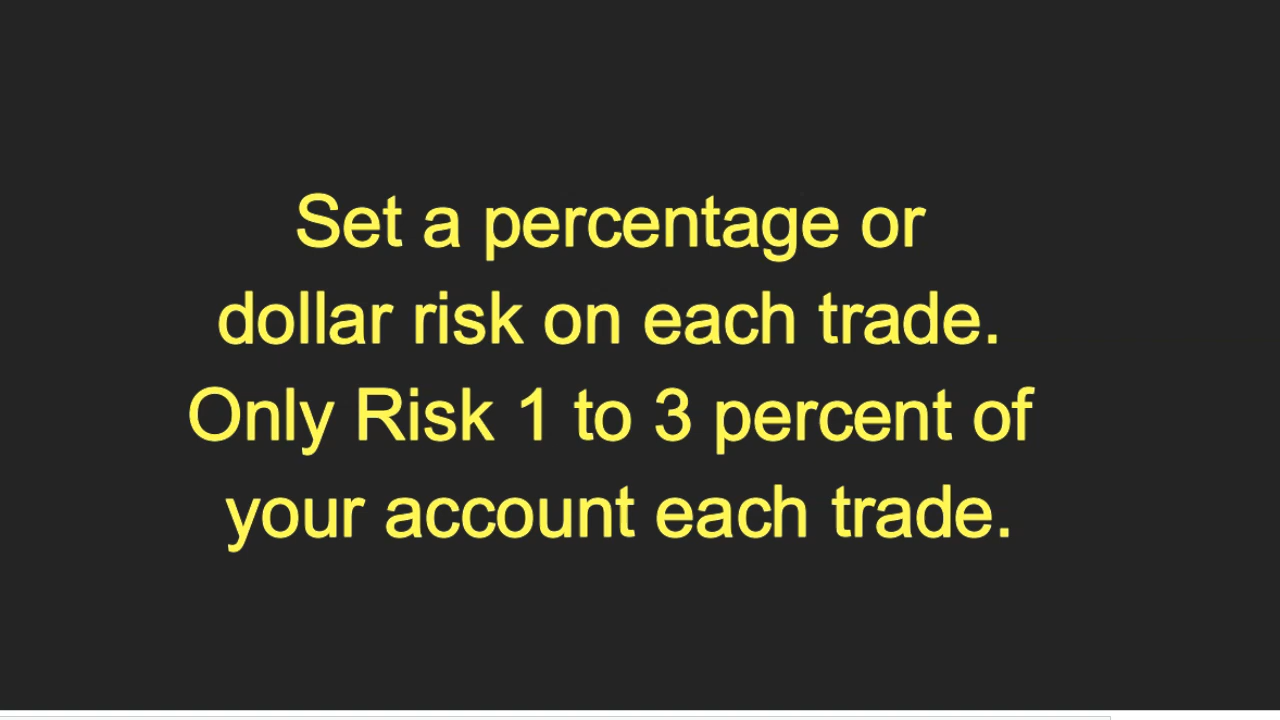 Set a percentage or
dollar risk on each trade.
Only Risk 1 to 3 percent of
your account each trade.